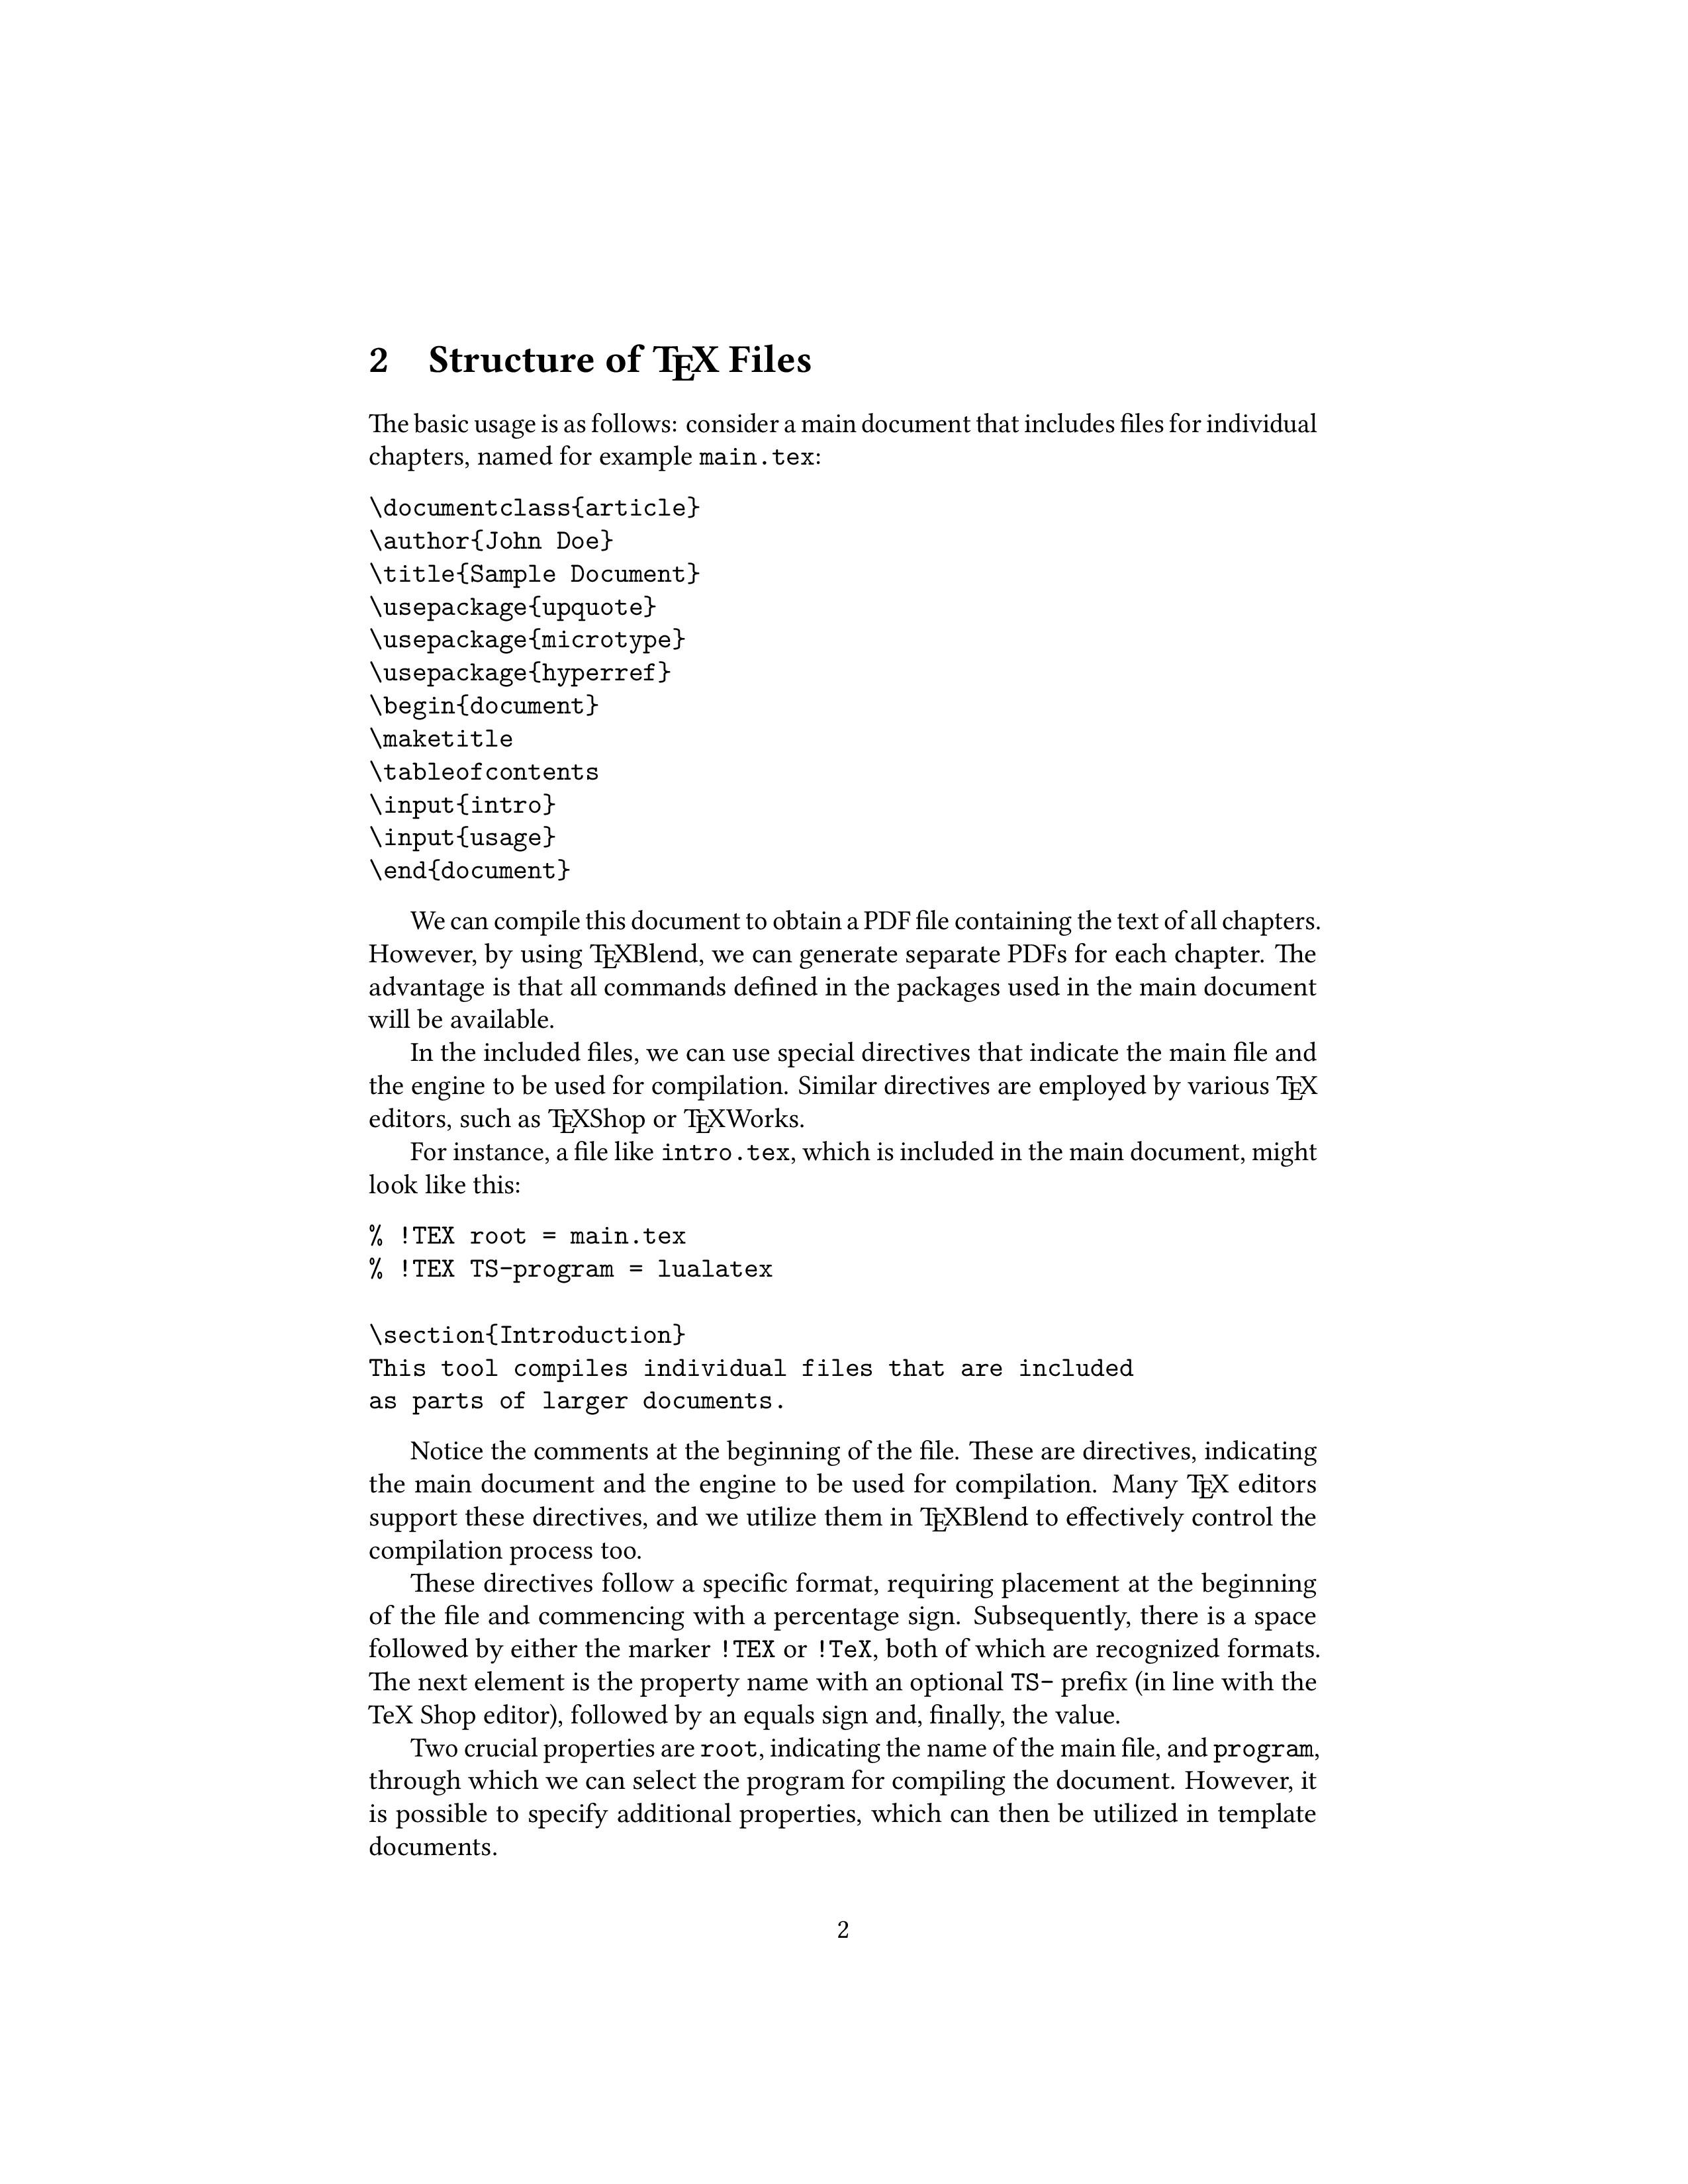 2 Structure of TEX Files
The basic usage is as follows: consider a main document that includes files for individual
chapters, named for example main.tex:
\documentclass{article}
\author{John Doe}
\title{Sample Document}
\usepackage{upquote}
\usepackage{microtype}
\usepackage{hyperref}
\begin{document}
\maketitle
\tableofcontents
\input{intro}
\input{usage}
\end{document}
We can compile this document to obtain a PDF file containing the text of all chapters.
However, by using TEXBlend, we can generate separate PDFs for each chapter. The
advantage is that all commands defined in the packages used in the main document
will be available.
In the included files, we can use special directives that indicate the main file and
the engine to be used for compilation. Similar directives are employed by various TEX
editors, such as TEXShop or TEXWorks.
For instance, a file like intro.tex, which is included in the main document, might
look like this:
% !TEX root = main.tex
% !TEX TS-program = lualatex
\section{Introduction}
This tool compiles individual files that are included
as parts of larger documents.
Notice the comments at the beginning of the file. These are directives, indicating
the main document and the engine to be used for compilation. Many TEX editors
support these directives, and we utilize them in TEXBlend to effectively control the
compilation process too.
These directives follow a specific format, requiring placement at the beginning
of the file and commencing with a percentage sign. Subsequently, there is a space
followed by either the marker !TEX or !TeX, both of which are recognized formats.
The next element is the property name with an optional TS- prefix (in line with the
TeX Shop editor), followed by an equals sign and, finally, the value.
Two crucial properties are root, indicating the name of the main file, and program,
through which we can select the program for compiling the document. However, it
is possible to specify additional properties, which can then be utilized in template
documents.
2